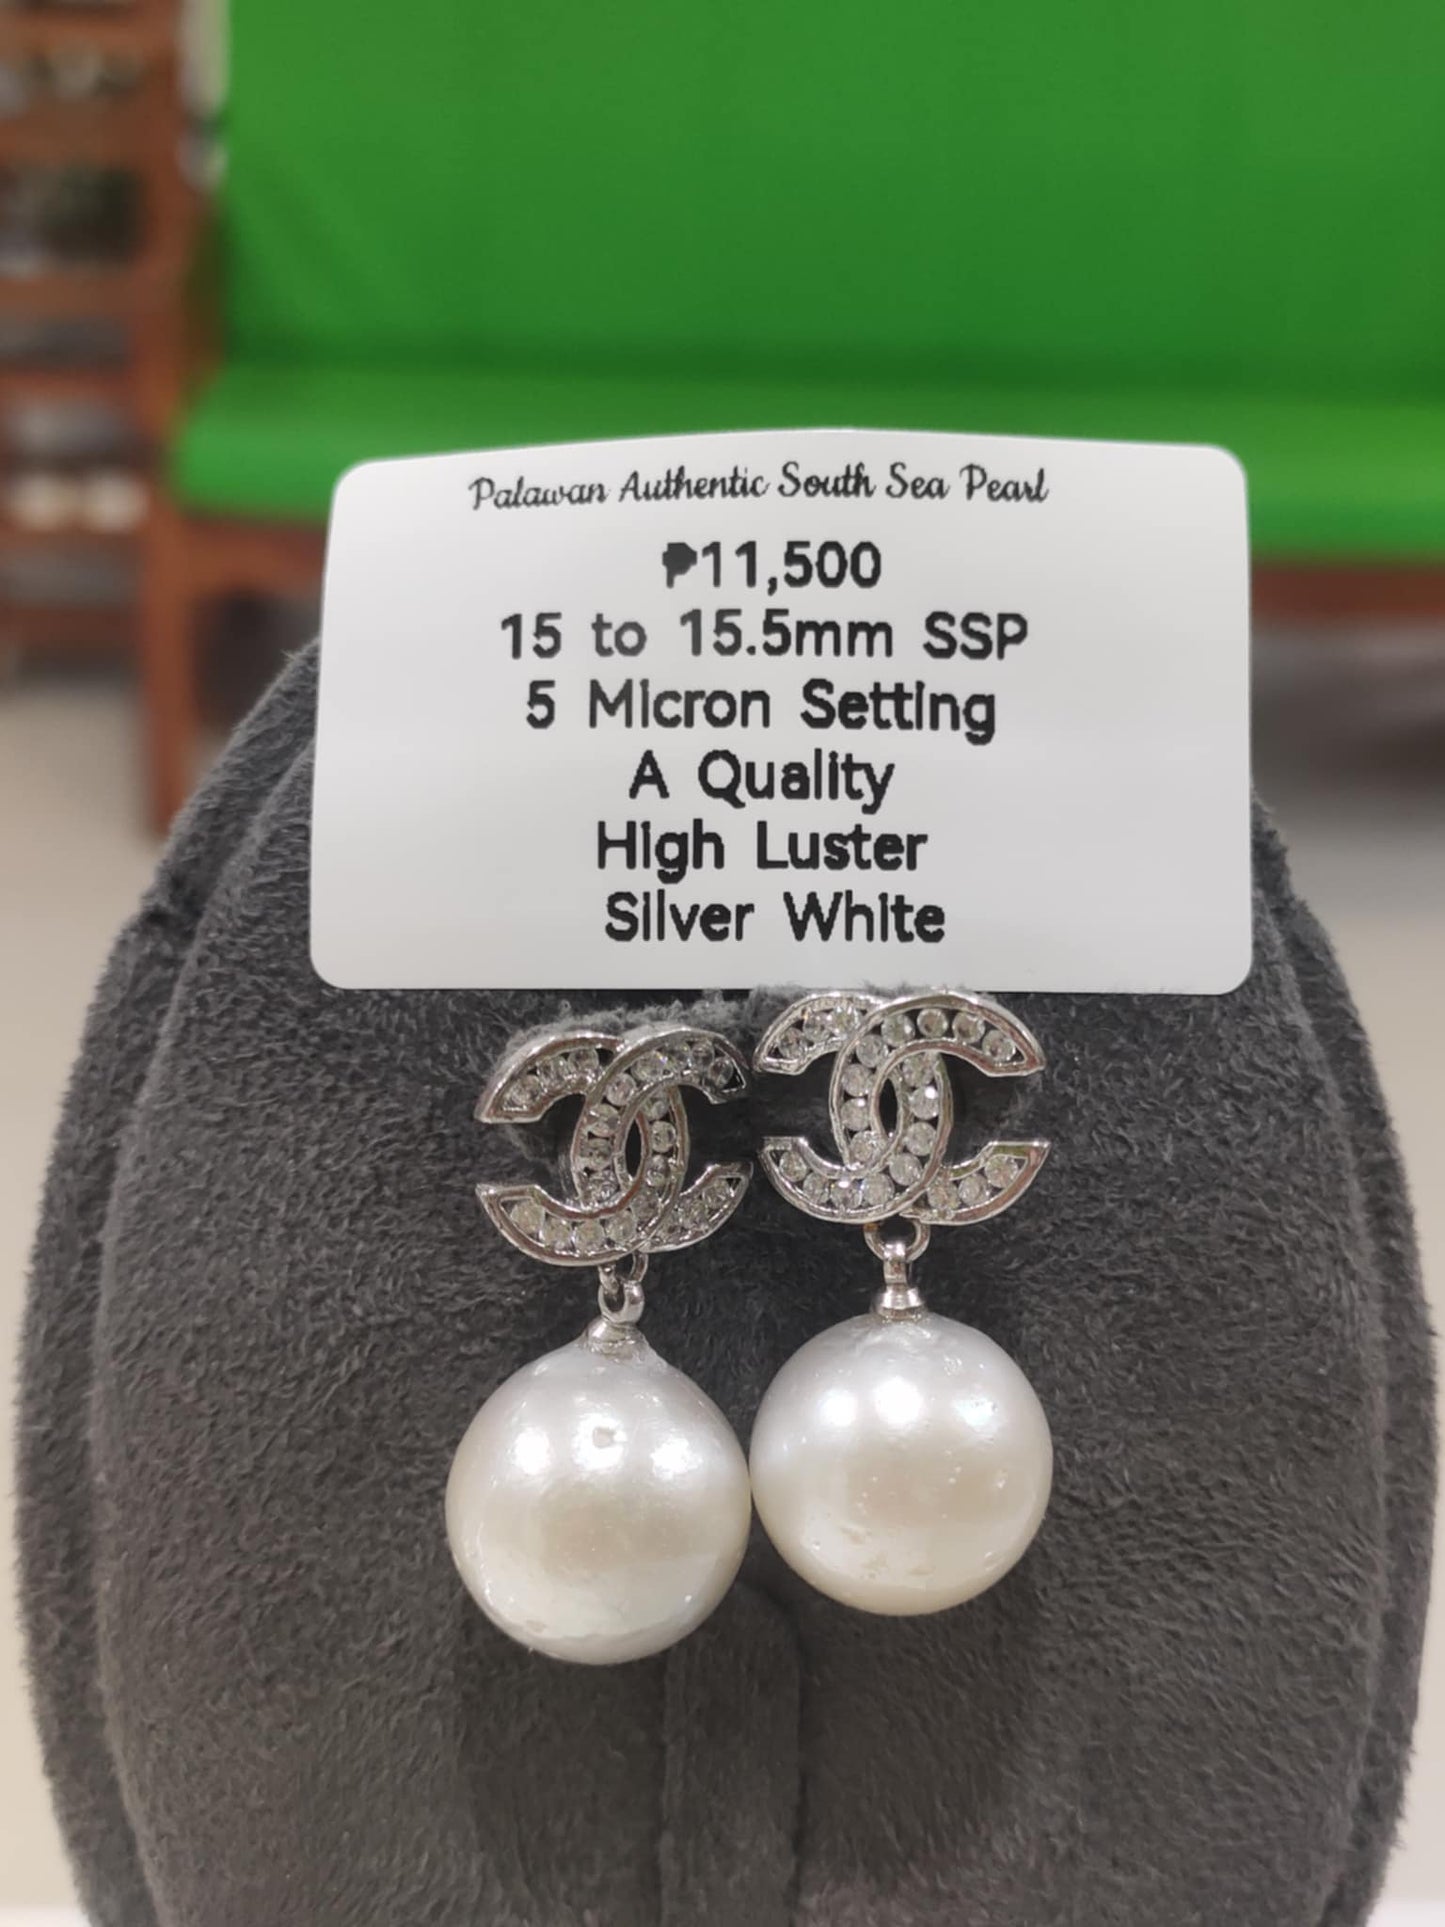 Palawan Authentic South Sea Pearl
₱11,500
15 to 15.5mm SSP
5 Micron Setting
A Quality
High Luster
Silver White